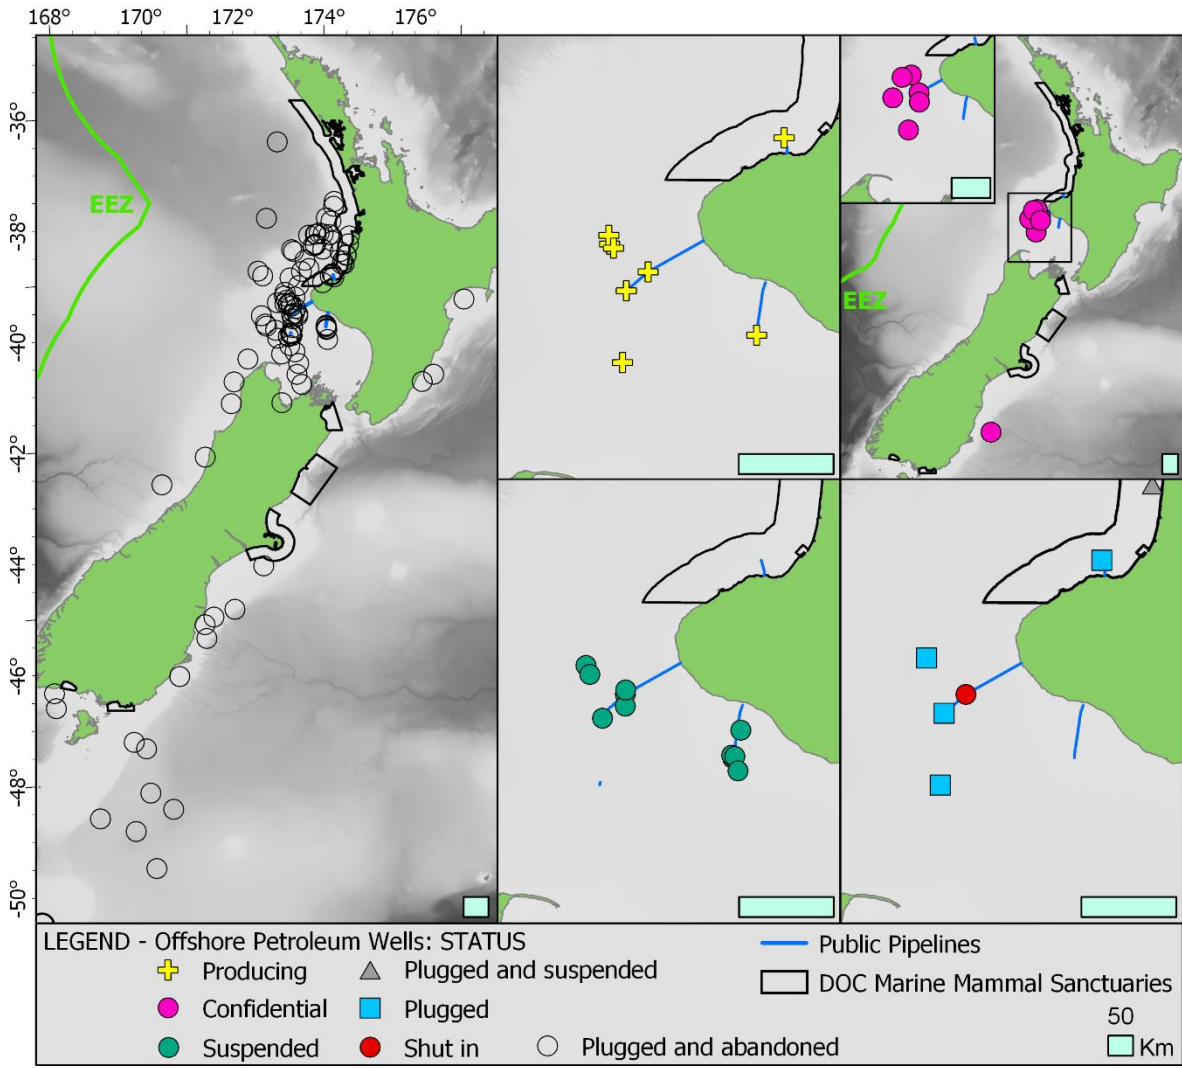 168° 170° 172° 174° 176°
-36°
EEZ
-38°
EEZ
-40°
-42°
-44°
-46°
-48°
-50°
LEGEND - Offshore Petroleum Wells: STATUS
Producing
Plugged and suspended
Confidential
Plugged
Suspended
Shut in
Plugged and abandoned
Public Pipelines
DOC Marine Mammal Sanctuaries
50
Km